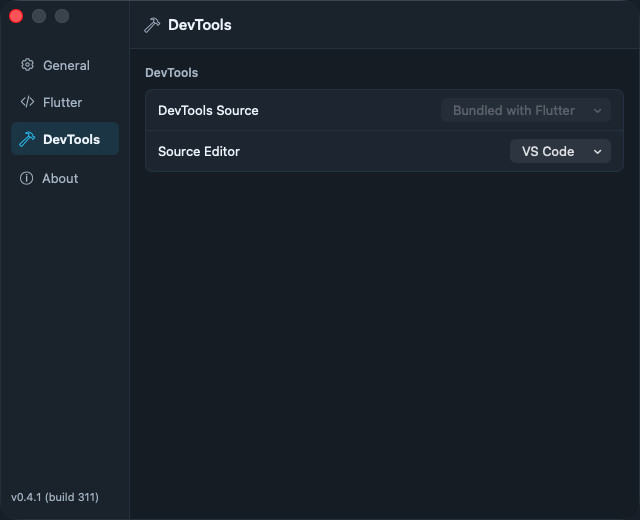 DevTools
General
Flutter
DevTools
About
DevTools
DevTools Source Bundled with Flutter
Source Editor VS Code
v0.4.1 (build 311)